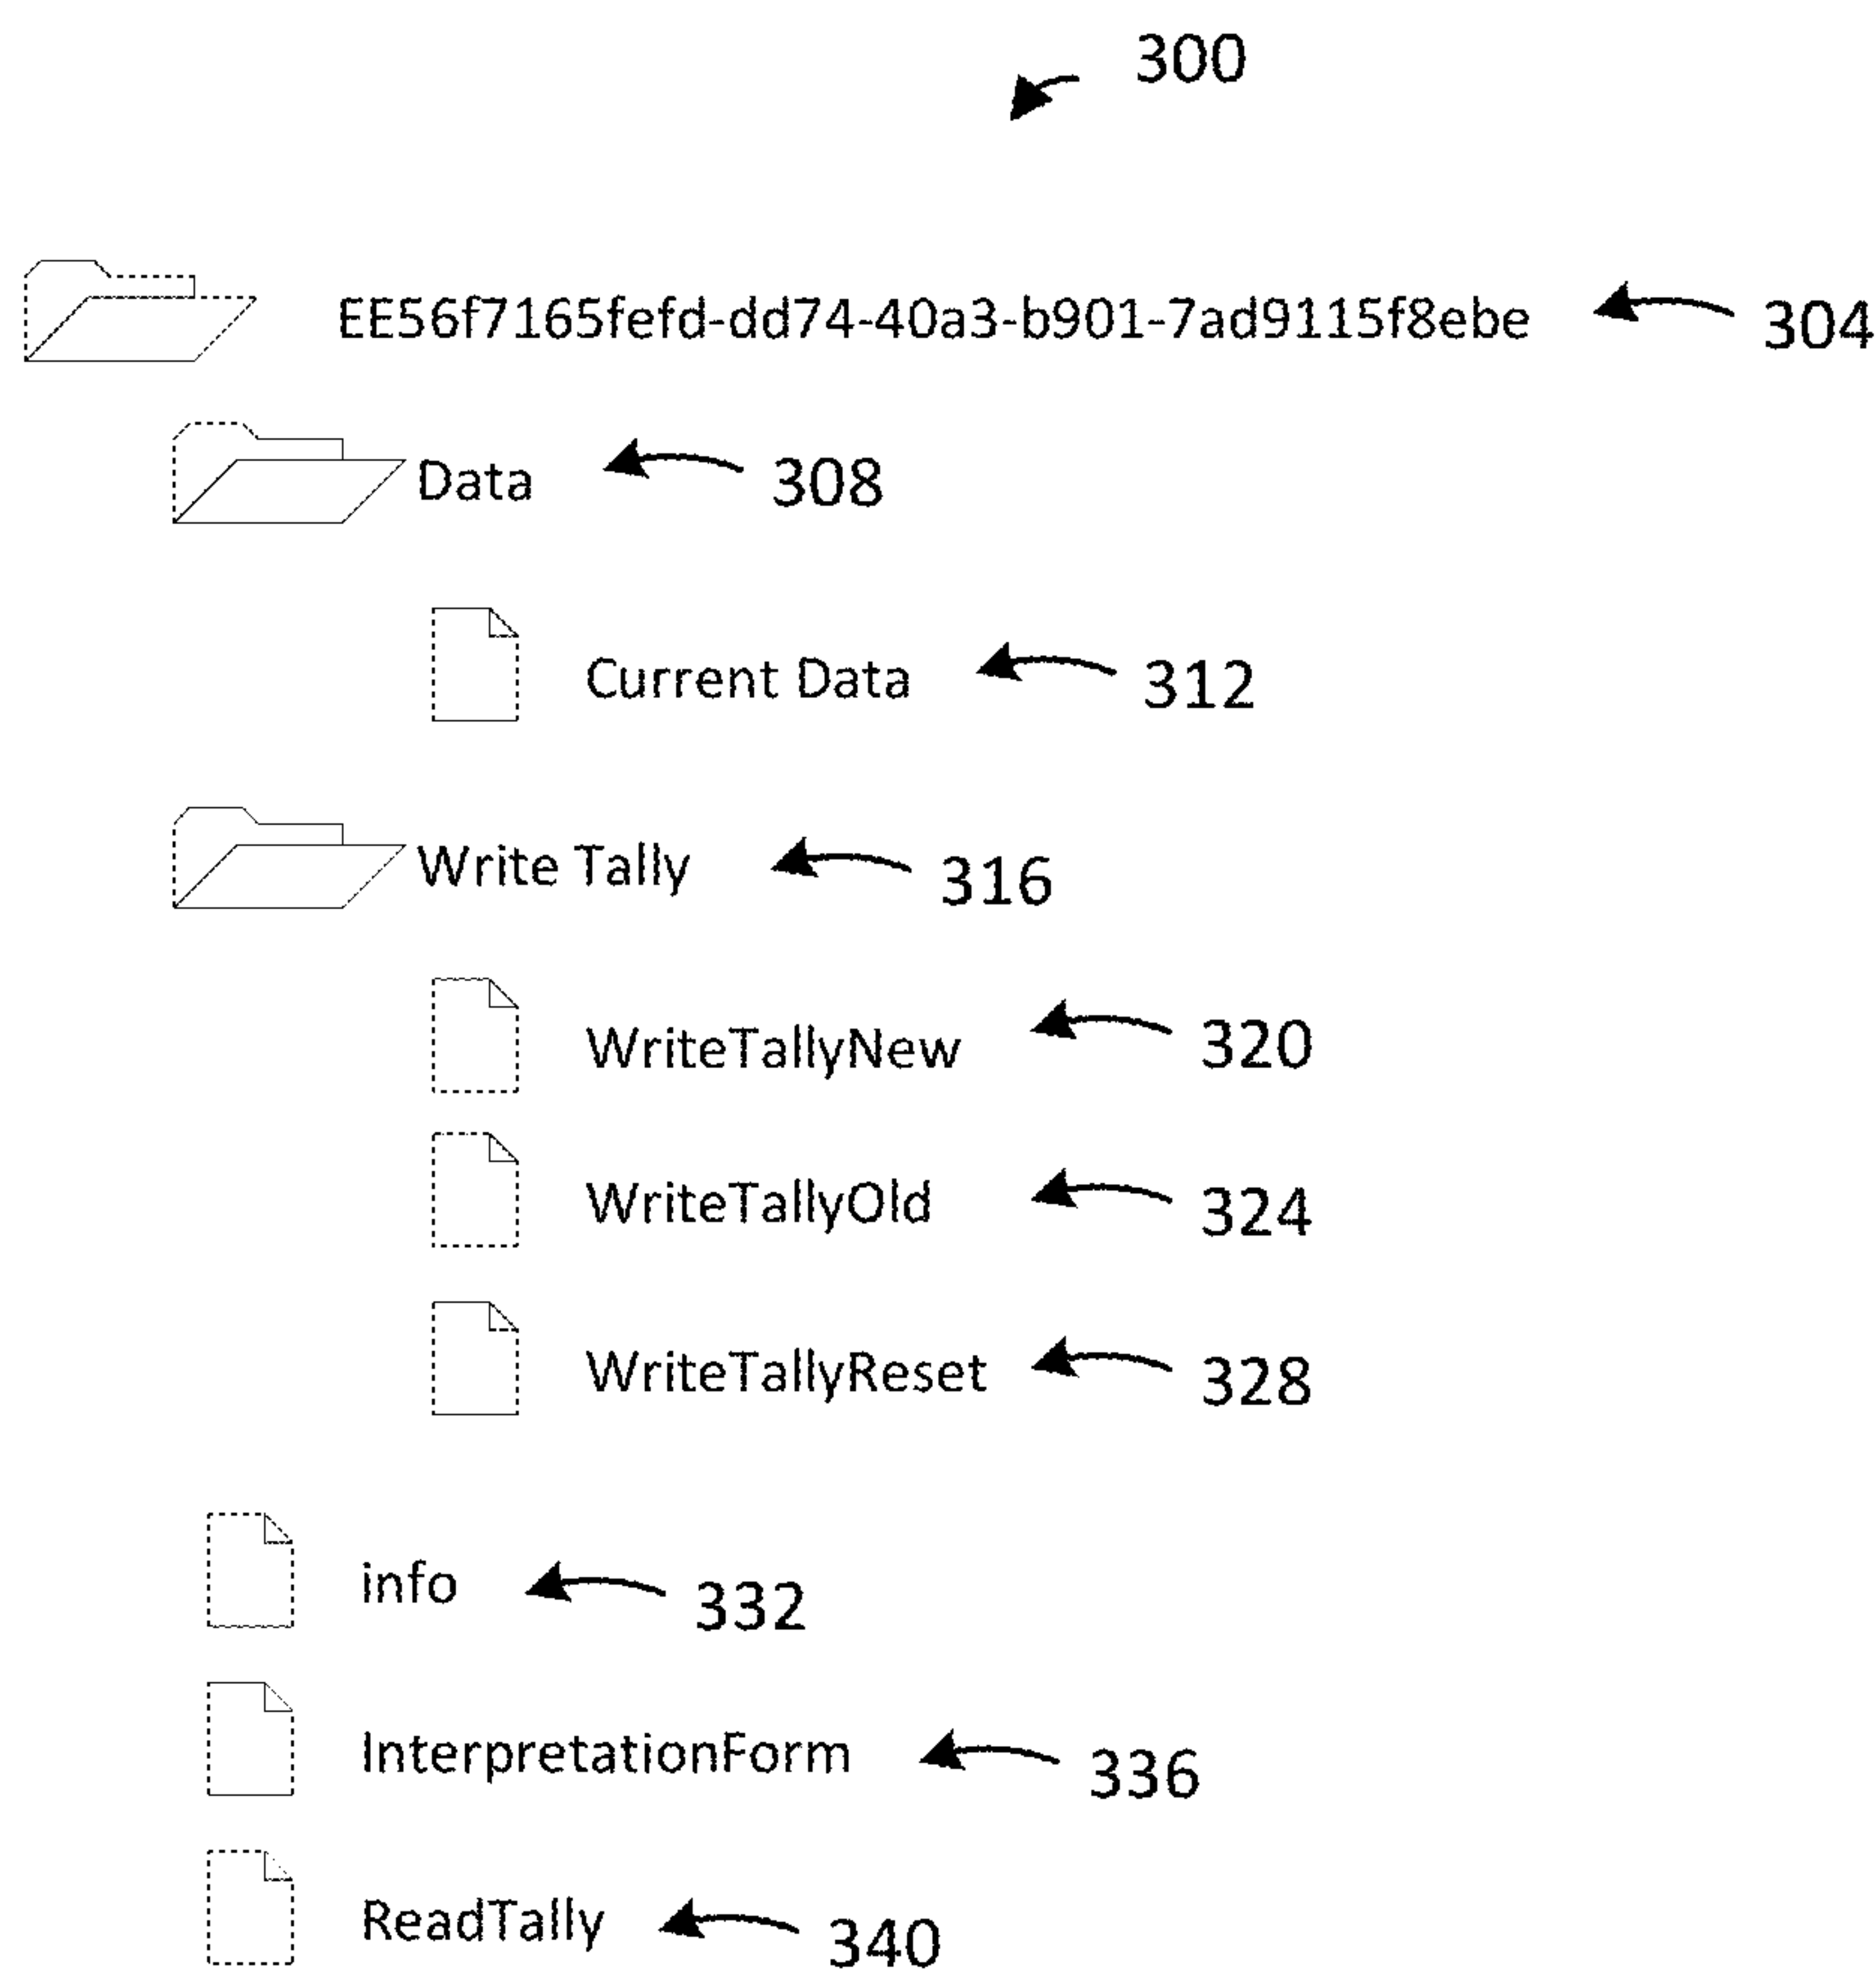 300
EE56f7165fefd-dd74-40a3-b901-7ad9115f8ebe 304
Data 308
Current Data 312
Write Tally 316
WriteTallyNew 320
WriteTallyOld 324
WriteTallyReset 328
info 332
InterpretationForm 336
ReadTally 340